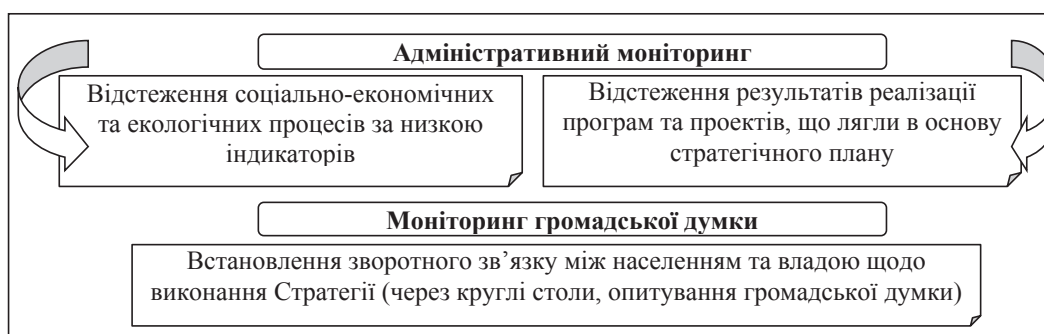 Адміністративний моніторинг
Відстеження соціально-економічних
та екологічних процесів за низкою
індикаторів
Відстеження результатів реалізації
програм та проектів, що лягли в основу
стратегічного плану
Моніторинг громадської думки
Встановлення зворотного зв’язку між населенням та владою щодо
виконання Стратегії (через круглі столи, опитування громадської думки)